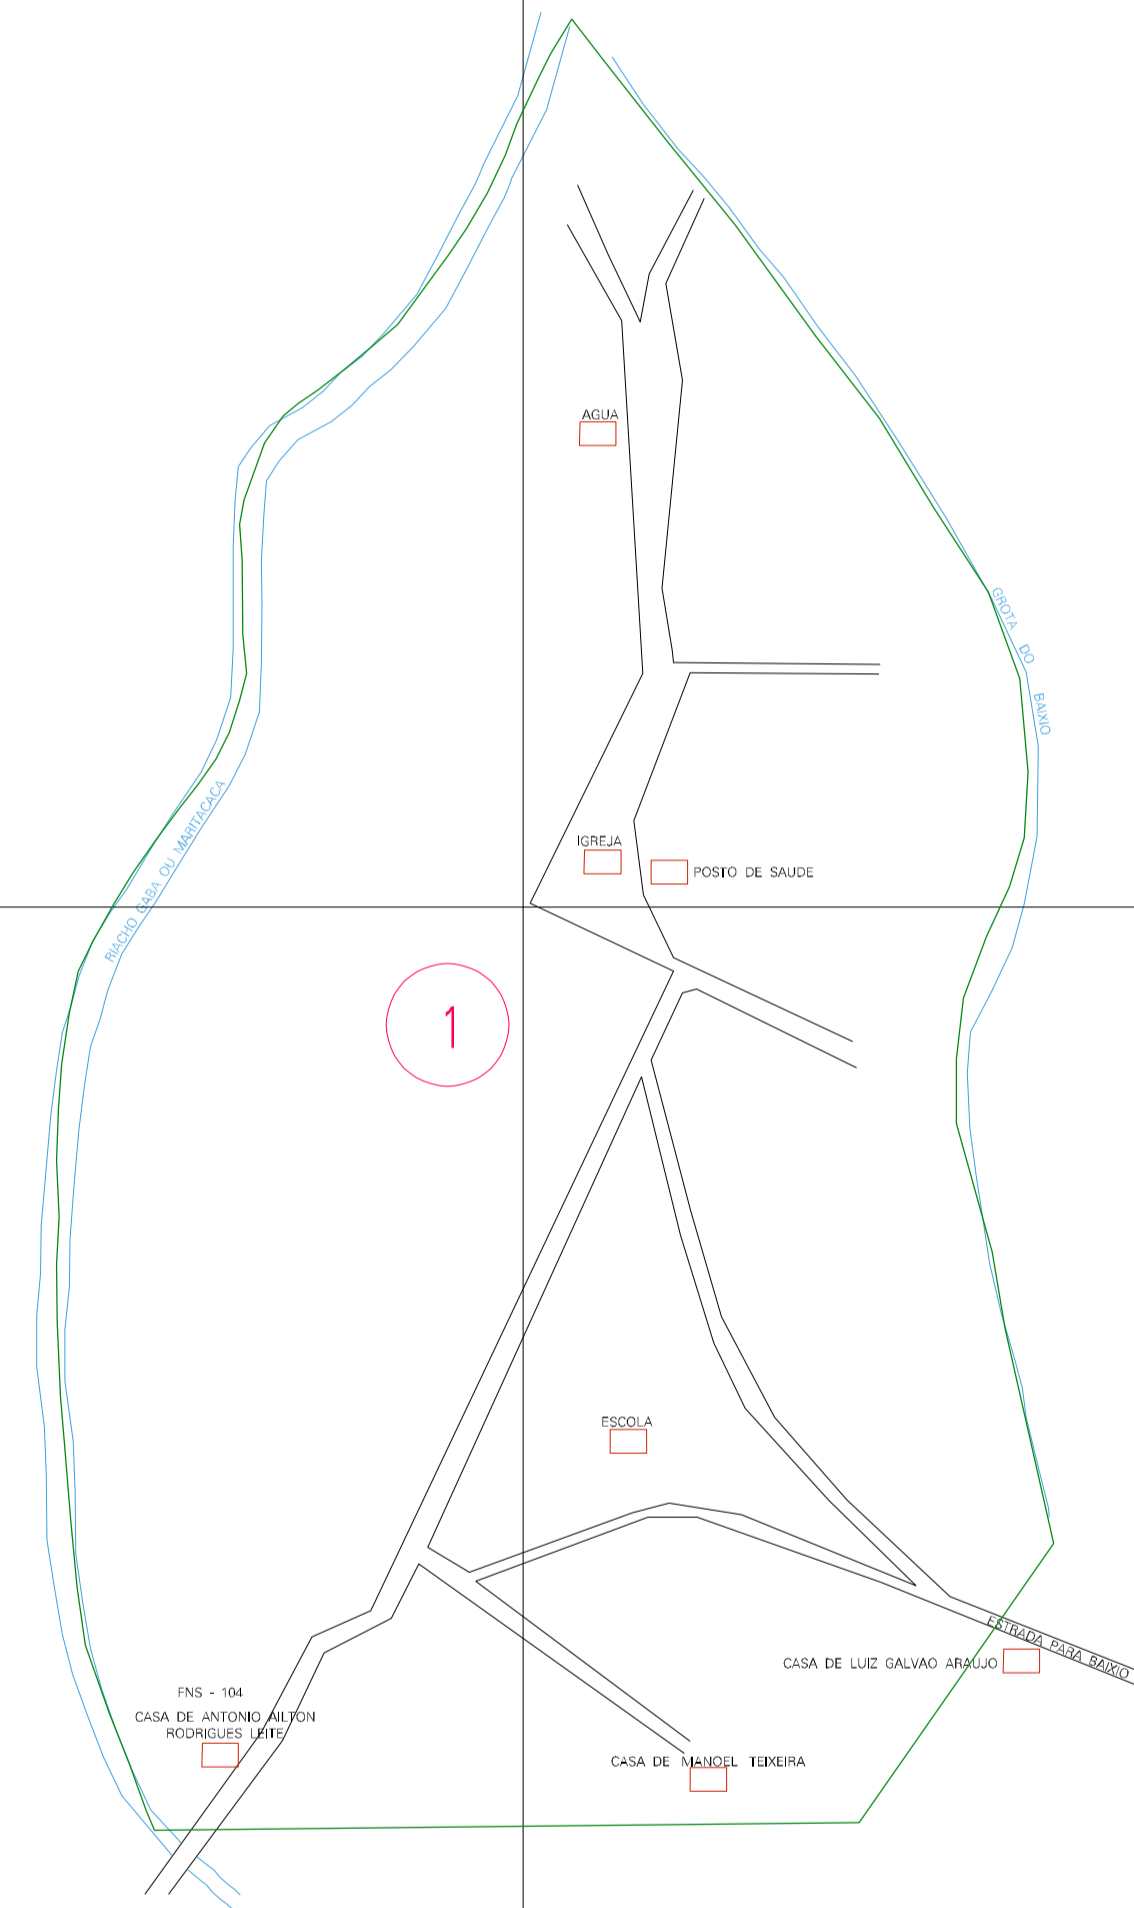 AGUA
GROTA DO BAIXIO
RIACHO GABA OU MARITACACA
IGREJA
POSTO DE SAUDE
1
ESCOLA
ESTRADA PARA BAIXIO
CASA DE LUIZ GALVAO ARAUJO
FNS - 104
CASA DE ANTONIO AILTON
RODRIGUES LEITE
CASA DE MANOEL TEIXEIRA